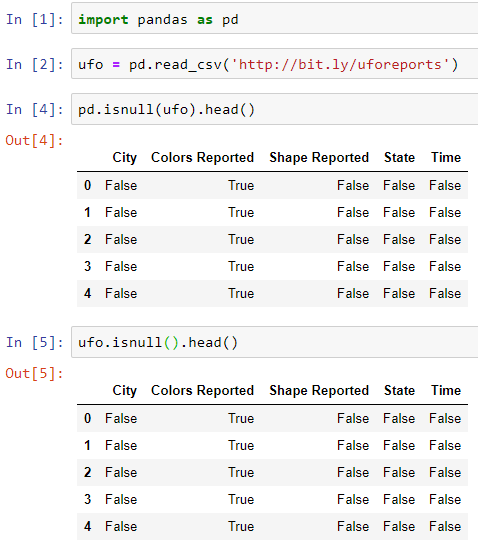 In [1]: import pandas as pd
In [2]: ufo = pd.read_csv('http://bit.ly/uforeports')
In [4]: pd.isnull(ufo).head()
Out[4]:
City Colors Reported Shape Reported State Time
0 False True False False False
1 False True False False False
2 False True False False False
3 False True False False False
4 False True False False False
In [5]: ufo.isnull().head()
Out[5]:
City Colors Reported Shape Reported State Time
0 False True False False False
1 False True False False False
2 False True False False False
3 False True False False False
4 False True False False False